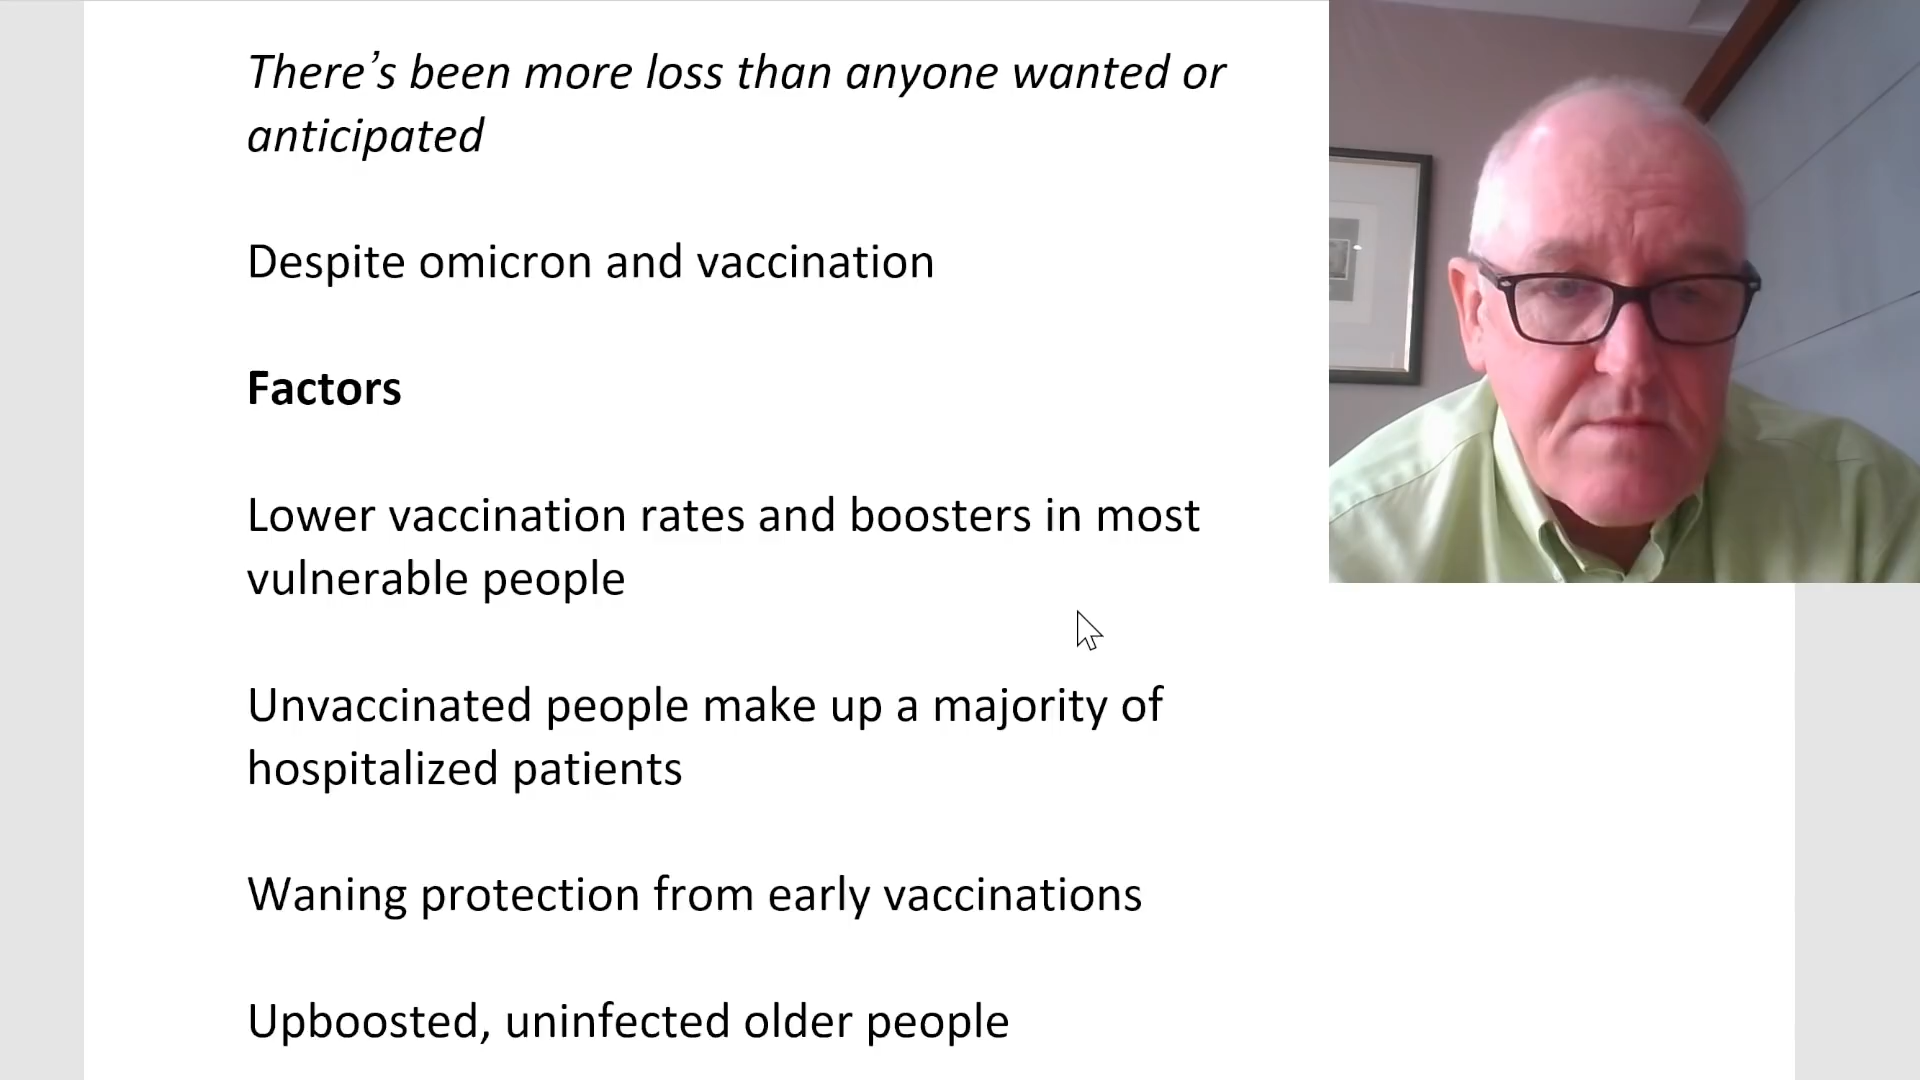 There’s been more loss than anyone wanted or
anticipated
Despite omicron and vaccination
Factors
Lower vaccination rates and boosters in most
vulnerable people
Unvaccinated people make up a majority of
hospitalized patients
Waning protection from early vaccinations
Upboosted, uninfected older people